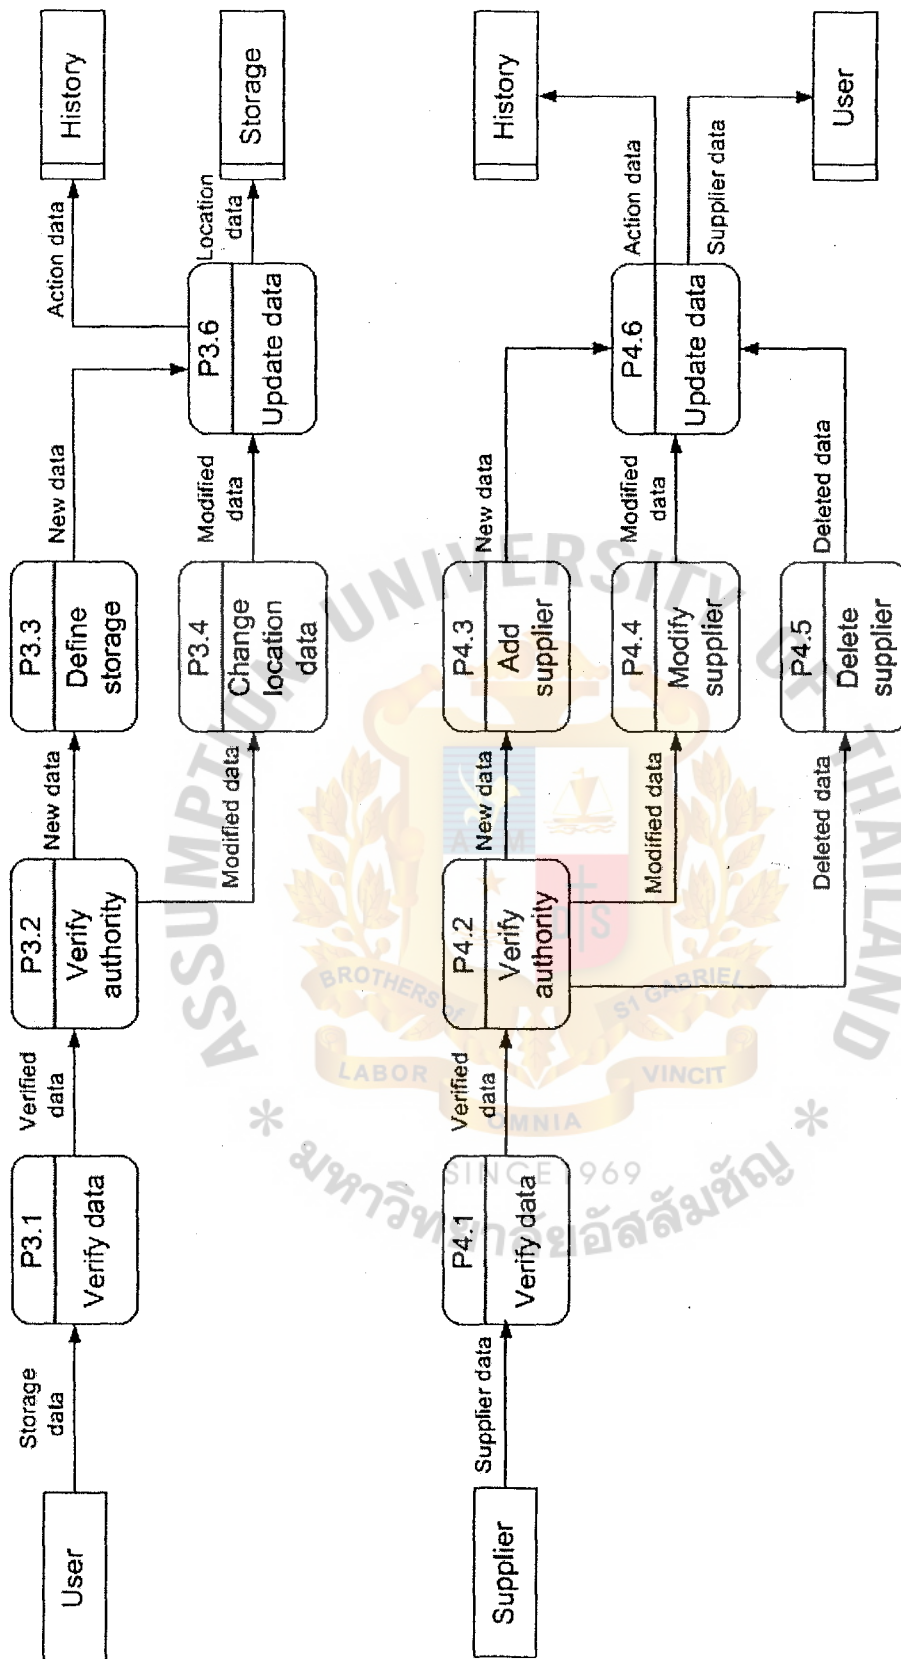 User
Storage
data
P3.1
Verify data
Verified
data
P3.2
Verify
authority
New data
Modified data
P3.3
Define
storage
P3.4
Change
location
data
New data
Modified
data
P3.6
Update data
Action data
Location
data
History
Storage
Supplier
Supplier data
P4.1
Verify data
Verified
data
P4.2
Verify
authority
New data
Modified data
Deleted data
P4.3
Add
supplier
P4.4
Modify
supplier
P4.5
Delete
supplier
New data
Modified
data
Deleted data
P4.6
Update data
Action data
Supplier data
History
User
ASSUMPTION UNIVERSITY OF THAILAND
BROTHERS of
S1 GABRIEL
LABOR
VINCIT
OMNIA
SINCE 1969
* มหาวิทยาลัยอัสสัมชัญ *
D S